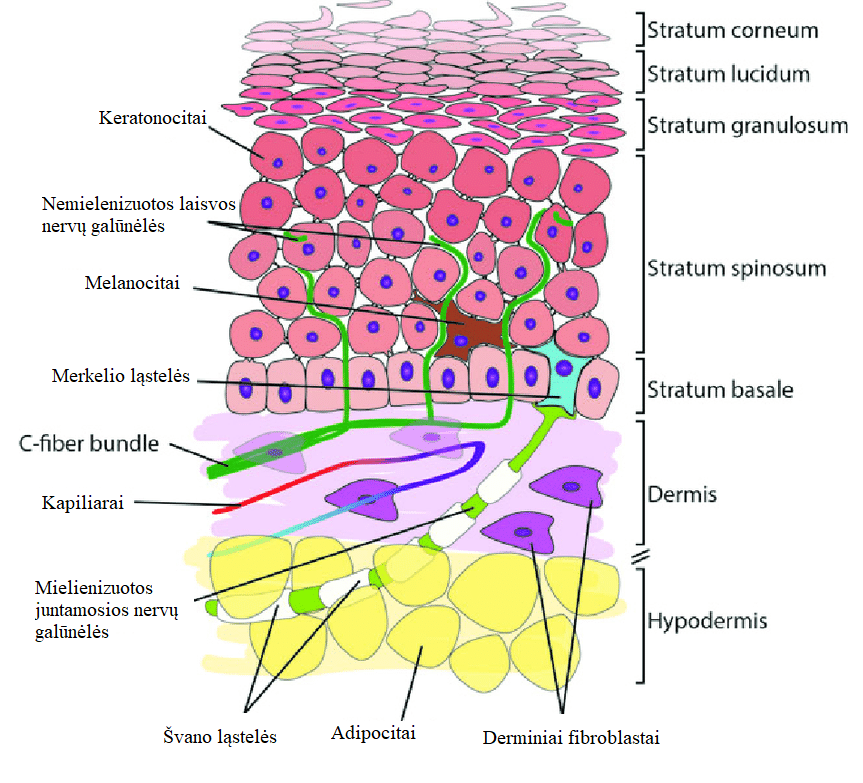 Stratum corneum
Stratum lucidum
Keratonocitai
Stratum granulosum
Nemielenizuotos laisvos
nervų galūnėlės
Stratum spinosum
Melanocitai
Merkelio ląstelės
Stratum basale
C-fiber bundle
Kapiliarai
Dermis
Mielienizuotos
juntamosios nervų
galūnėlės
Hypodermis
Švano ląstelės
Adipocitai
Derminiai fibroblastai